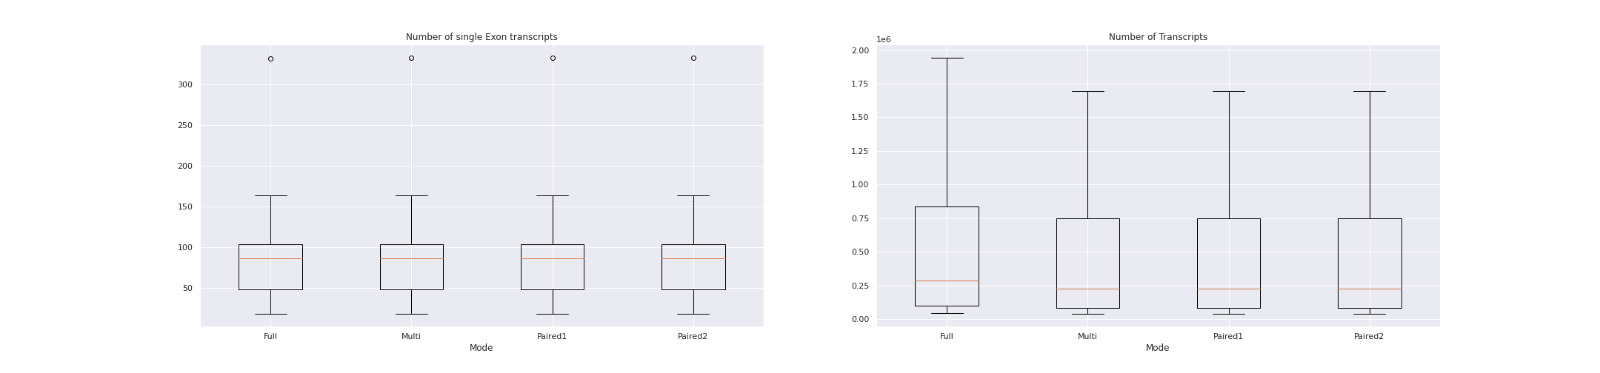 Number of single Exon transcripts
300
250
200
150
100
50
Full Multi Paired1 Paired2
Mode
Number of Transcripts
1e6
2.00
1.75
1.50
1.25
1.00
0.75
0.50
0.25
0.00
Full Multi Paired1 Paired2
Mode